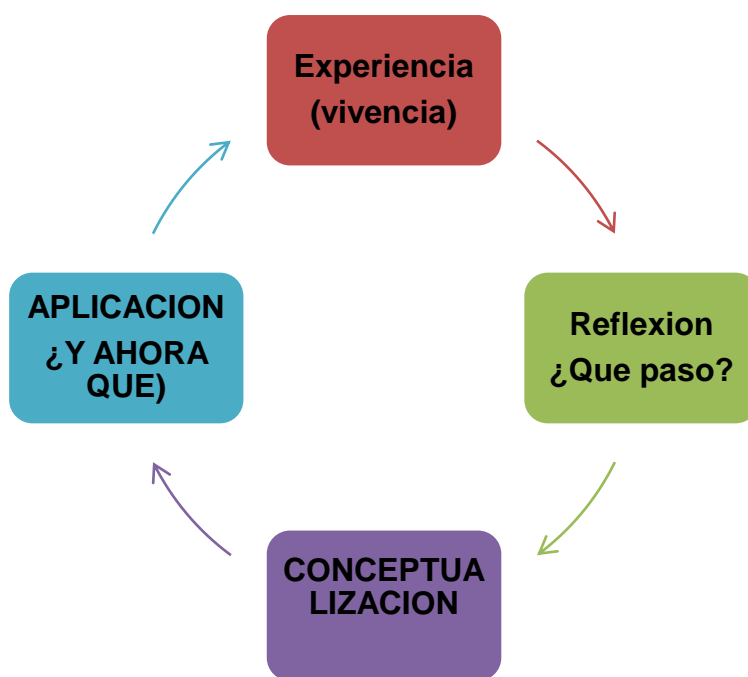 Experiencia
(vivencia)
Reflexion
¿Que paso?
CONCEPTUA
LIZACION
APLICACION
¿Y AHORA
QUE)